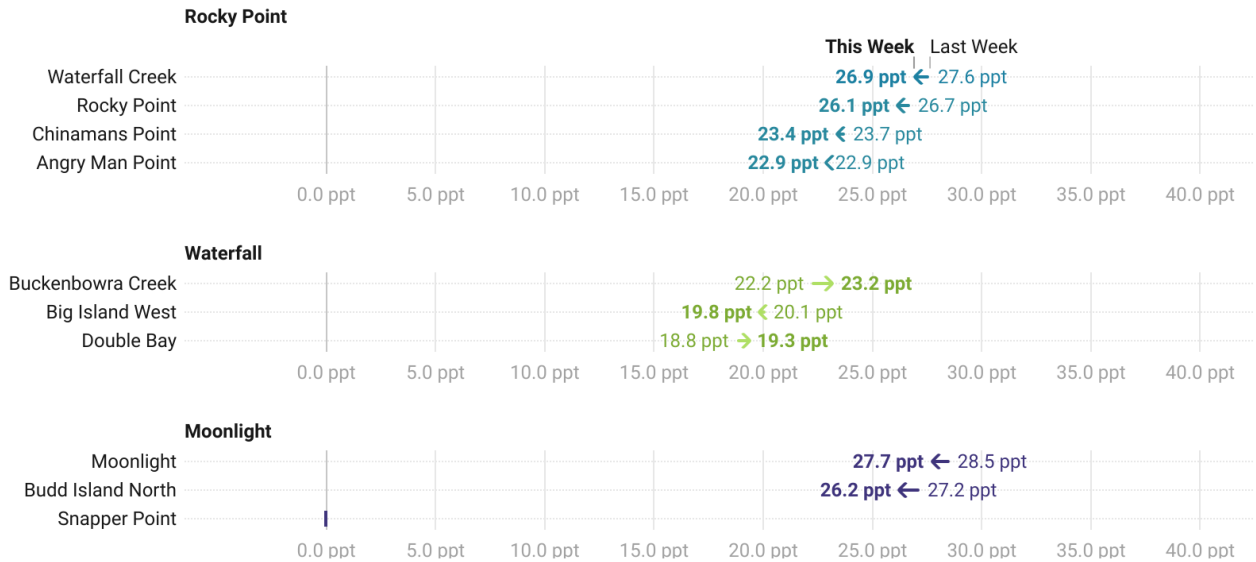 Rocky Point
This Week Last Week
Waterfall Creek 26.9 ppt 27.6 ppt
Rocky Point 26.1 ppt 26.7 ppt
Chinamans Point 23.4 ppt 23.7 ppt
Angry Man Point 22.9 ppt 22.9 ppt
0.0 ppt 5.0 ppt 10.0 ppt 15.0 ppt 20.0 ppt 25.0 ppt 30.0 ppt 35.0 ppt 40.0 ppt
Waterfall
Buckenbowra Creek 22.2 ppt 23.2 ppt
Big Island West 19.8 ppt 20.1 ppt
Double Bay 18.8 ppt 19.3 ppt
0.0 ppt 5.0 ppt 10.0 ppt 15.0 ppt 20.0 ppt 25.0 ppt 30.0 ppt 35.0 ppt 40.0 ppt
Moonlight
Moonlight 27.7 ppt 28.5 ppt
Budd Island North 26.2 ppt 27.2 ppt
Snapper Point
0.0 ppt 5.0 ppt 10.0 ppt 15.0 ppt 20.0 ppt 25.0 ppt 30.0 ppt 35.0 ppt 40.0 ppt